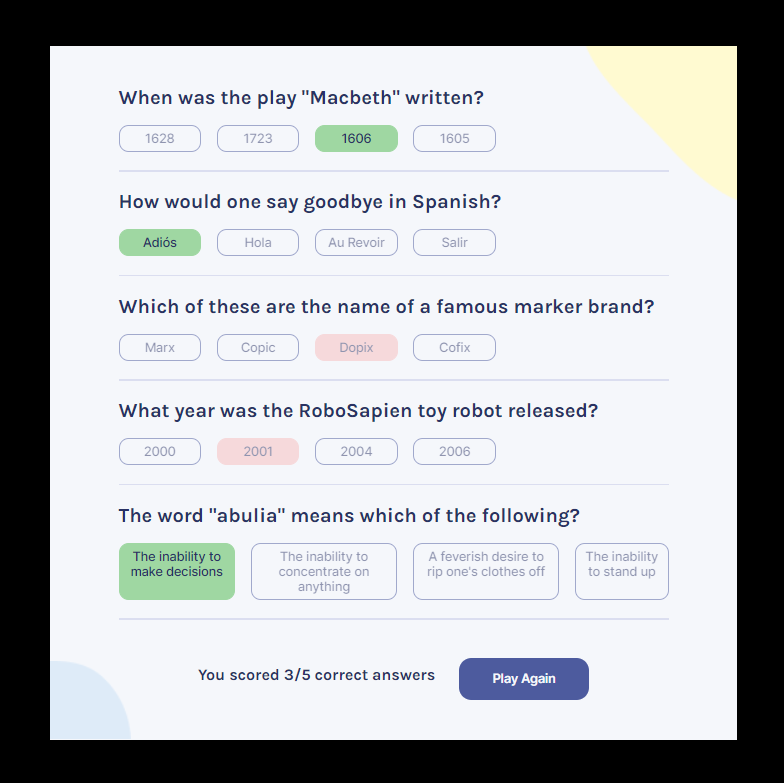 When was the play "Macbeth" written?
1628 1723 1606 1605
How would one say goodbye in Spanish?
Adiós Hola Au Revoir Salir
Which of these are the name of a famous marker brand?
Marx Copic Dopix Cofix
What year was the RoboSapien toy robot released?
2000 2001 2004 2006
The word "abulia" means which of the following?
The inability to
make decisions
The inability to
concentrate on
anything
A feverish desire to
rip one's clothes off
The inability
to stand up
You scored 3/5 correct answers
Play Again